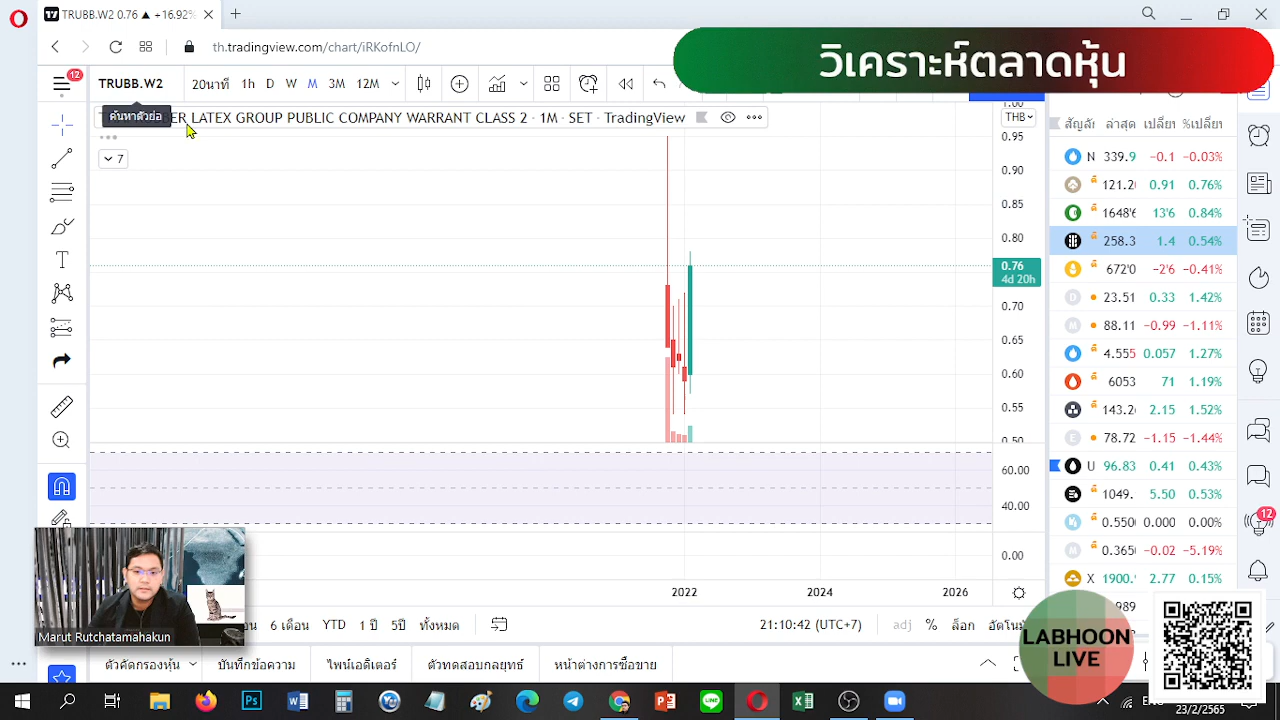 TRUBB.W2 0.76 ▲ +16.92%
th.tradingview.com/chart/iRKofnLO/
วิเคราะห์ตลาดหุ้น
12
TRUBB.W2 20นาที 1h D W M 3M 12M
ค้นหาตัวย่อ
ER LATEX GROUP PUBLIC COMPANY WARRANT CLASS 2 · 1M · SET · TradingView
THB
7
0.95
0.90
0.85
0.80
0.76
4d 20h
0.70
0.65
0.60
0.55
0.50
60.00
40.00
0.00
2022 2024 2026
ล่าสุด เปลี่ยน %เปลี่ยน
N 339.9 −0.1 −0.03%
121.2 0.91 0.76%
1648'6 13'6 0.84%
258.3 1.4 0.54%
672'0 −2'6 −0.41%
D 23.51 0.33 1.42%
M 88.11 −0.99 −1.11%
4.555 0.057 1.27%
6053 71 1.19%
143.2 2.15 1.52%
E 78.72 −1.15 −1.44%
U 96.83 0.41 0.43%
1049. 5.50 0.53%
0.550 0.000 0.00%
M 0.365 −0.02 −5.19%
X 1900. 2.77 0.15%
989
12
Marut Rutchatamahakun
6 เดือน YTD 1 ปี 5ปี ทั้งหมด
21:10:42 (UTC+7) adj % ล็อก
LABHOON
LIVE
ตัวคัดกรองหุ้น บันทึกข้อความ ไพน์เอดิเตอร์ ตัวทดสอบกลยุทธ์ หน้าต่างการซื้อขาย
23/2/2565